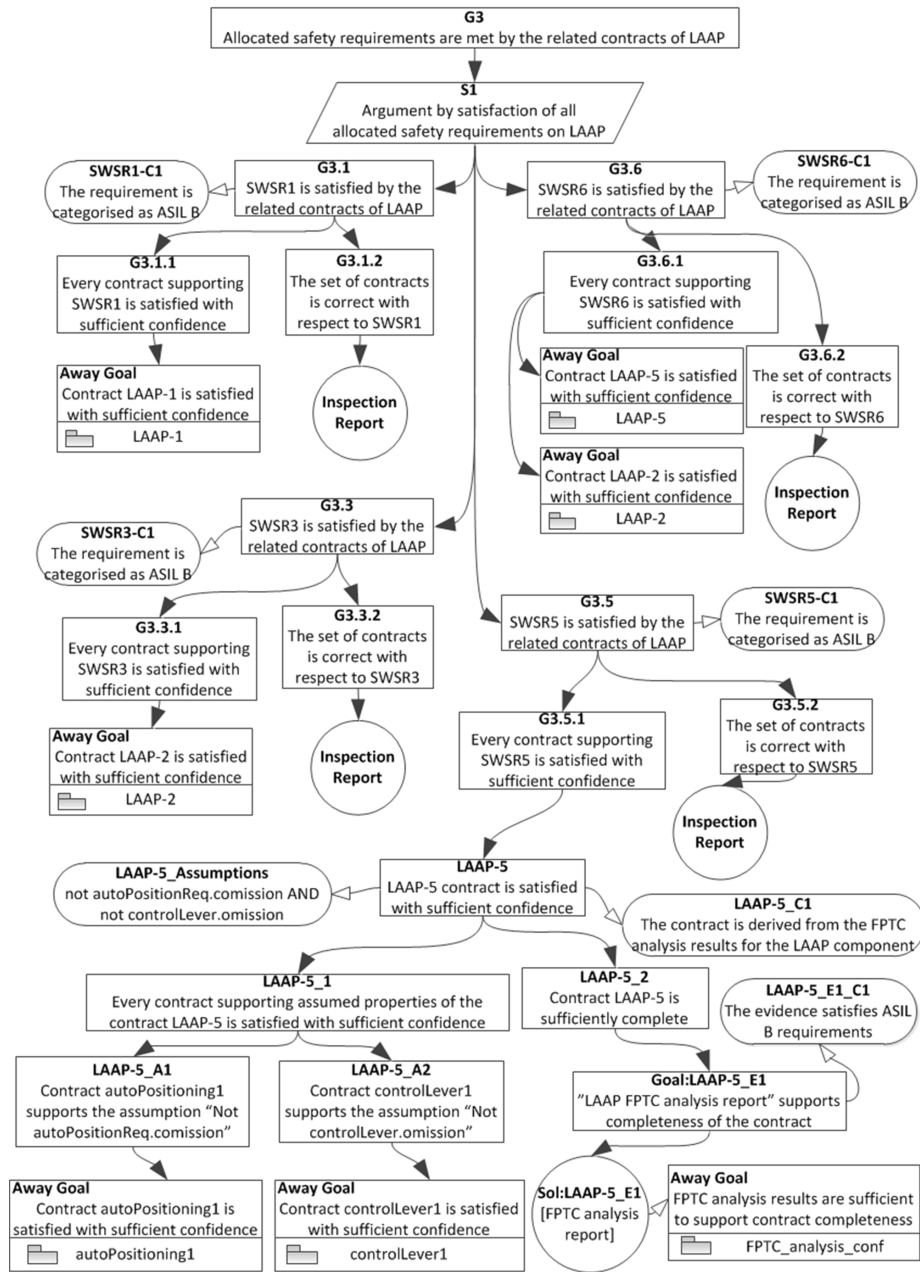 G3
Allocated safety requirements are met by the related contracts of LAAP
S1
Argument by satisfaction of all
allocated safety requirements on LAAP
SWSR1-C1
The requirement is
categorised as ASIL B
G3.1
SWSR1 is satisfied by the
related contracts of LAAP
G3.6
SWSR6 is satisfied by the
related contracts of LAAP
SWSR6-C1
The requirement is
categorised as ASIL B
G3.1.1
Every contract supporting
SWSR1 is satisfied with
sufficient confidence
G3.1.2
The set of contracts
is correct with
respect to SWSR1
G3.6.1
Every contract supporting
SWSR6 is satisfied with
sufficient confidence
Away Goal
Contract LAAP-1 is satisfied
with sufficient confidence
LAAP-1
Inspection
Report
Away Goal
Contract LAAP-5 is satisfied
with sufficient confidence
LAAP-5
G3.6.2
The set of contracts
is correct with
respect to SWSR6
Away Goal
Contract LAAP-2 is satisfied
with sufficient confidence
LAAP-2
Inspection
Report
SWSR3-C1
The requirement is
categorised as ASIL B
G3.3
SWSR3 is satisfied by the
related contracts of LAAP
G3.3.1
Every contract supporting
SWSR3 is satisfied with
sufficient confidence
G3.3.2
The set of contracts
is correct with
respect to SWSR3
G3.5
SWSR5 is satisfied by the
related contracts of LAAP
SWSR5-C1
The requirement is
categorised as ASIL B
Away Goal
Contract LAAP-2 is satisfied
with sufficient confidence
LAAP-2
Inspection
Report
G3.5.1
Every contract supporting
SWSR5 is satisfied with
sufficient confidence
G3.5.2
The set of contracts
is correct with
respect to SWSR5
Inspection
Report
LAAP-5_Assumptions
not autoPositionReq.comission AND
not controlLever.omission
LAAP-5
LAAP-5 contract is satisfied
with sufficient confidence
LAAP-5_C1
The contract is derived from the FPTC
analysis results for the LAAP component
LAAP-5_1
Every contract supporting assumed properties of the
contract LAAP-5 is satisfied with sufficient confidence
LAAP-5_2
Contract LAAP-5 is
sufficiently complete
LAAP-5_E1_C1
The evidence satisfies ASIL
B requirements
LAAP-5_A1
Contract autoPositioning1
supports the assumption “Not
autoPositionReq.comission”
LAAP-5_A2
Contract controlLever1
supports the assumption “Not
controlLever.omission”
Goal:LAAP-5_E1
”LAAP FPTC analysis report” supports
completeness of the contract
Away Goal
Contract autoPositioning1 is
satisfied with sufficient confidence
autoPositioning1
Away Goal
Contract controlLever1 is satisfied
with sufficient confidence
controlLever1
Sol:LAAP-5_E1
[FPTC analysis
report]
Away Goal
FPTC analysis results are sufficient
to support contract completeness
FPTC_analysis_conf